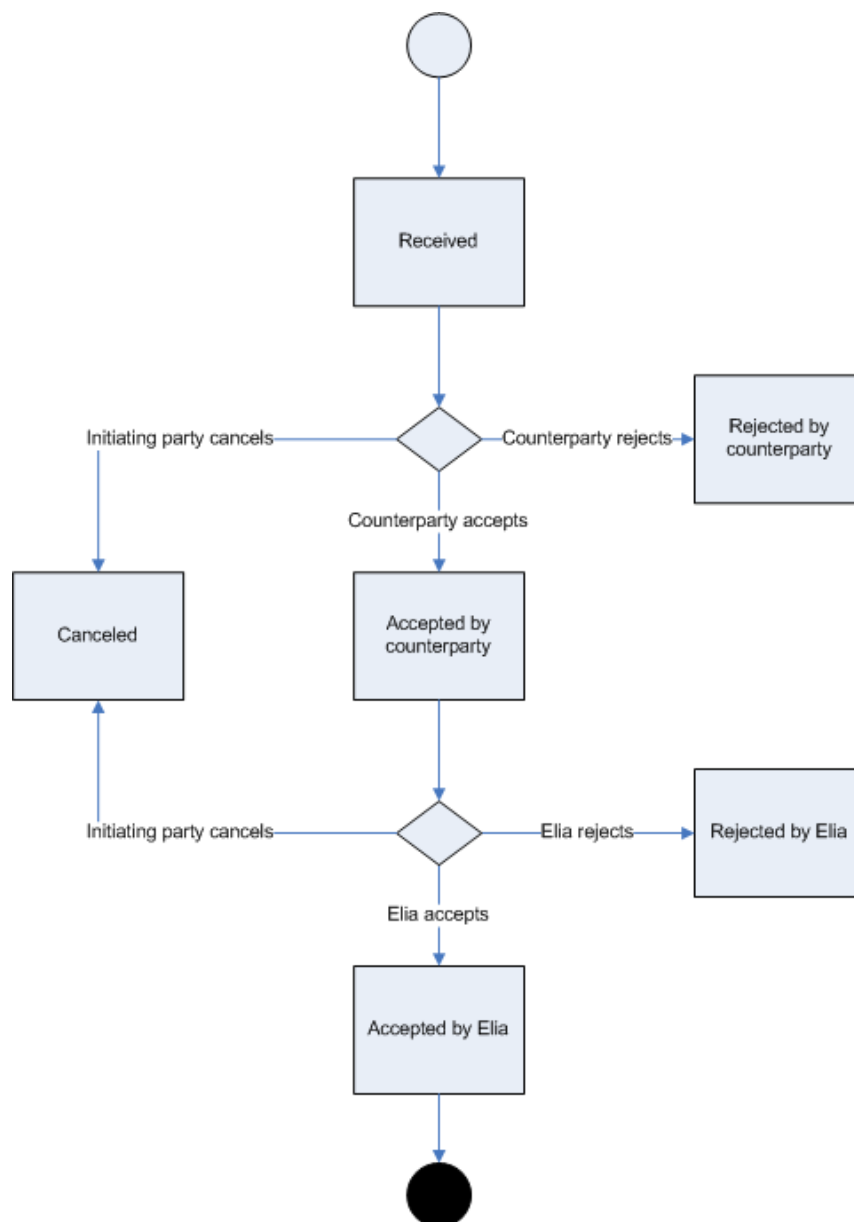 Received
Initiating party cancels
Counterparty rejects
Rejected by
counterparty
Counterparty accepts
Canceled
Accepted by
counterparty
Initiating party cancels
Elia rejects
Rejected by Elia
Elia accepts
Accepted by Elia